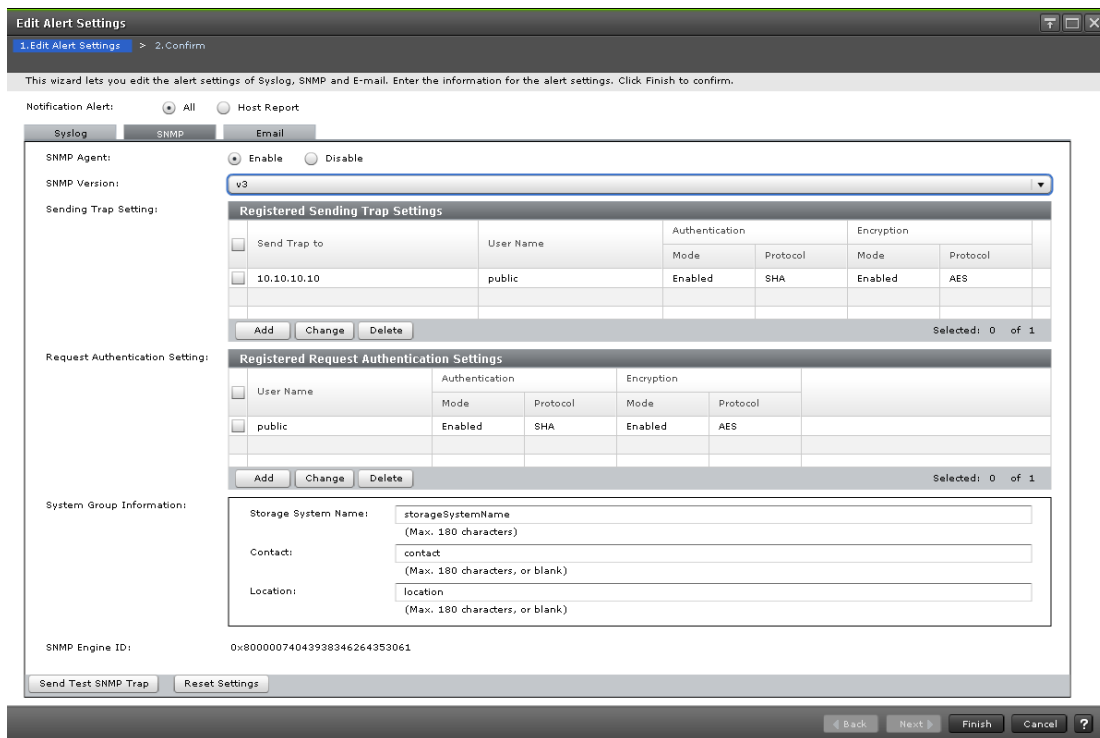 Edit Alert Settings
1.Edit Alert Settings > 2.Confirm
This wizard lets you edit the alert settings of Syslog, SNMP and E-mail. Enter the information for the alert settings. Click Finish to confirm.
Notification Alert: All Host Report
Syslog SNMP Email
SNMP Agent: Enable Disable
SNMP Version: v3
Sending Trap Setting: Registered Sending Trap Settings
Send Trap to User Name Authentication Encryption
Mode Protocol Mode Protocol
10.10.10.10 public Enabled SHA Enabled AES
Add Change Delete Selected: 0 of 1
Request Authentication Setting: Registered Request Authentication Settings
User Name Authentication Encryption
Mode Protocol Mode Protocol
public Enabled SHA Enabled AES
Add Change Delete Selected: 0 of 1
System Group Information:
Storage System Name: storageSystemName
(Max. 180 characters)
Contact: contact
(Max. 180 characters, or blank)
Location: location
(Max. 180 characters, or blank)
SNMP Engine ID: 0x80000074043938346264353061
Send Test SNMP Trap Reset Settings
Back Next Finish Cancel ?